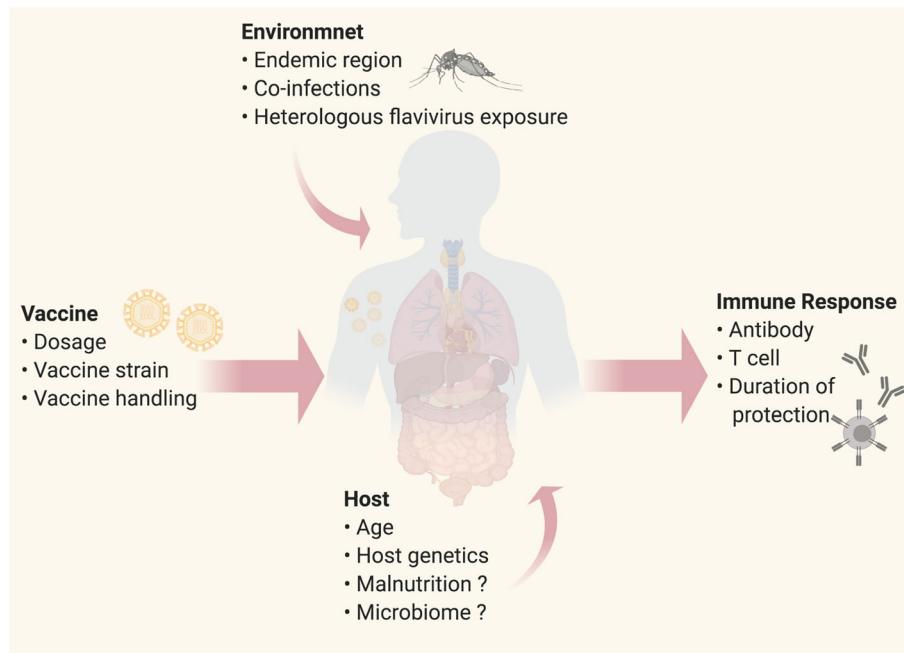 Environmnet
• Endemic region
• Co-infections
• Heterologous flavivirus exposure
Vaccine
• Dosage
• Vaccine strain
• Vaccine handling
Immune Response
• Antibody
• T cell
• Duration of
protection
Host
• Age
• Host genetics
• Malnutrition ?
• Microbiome ?